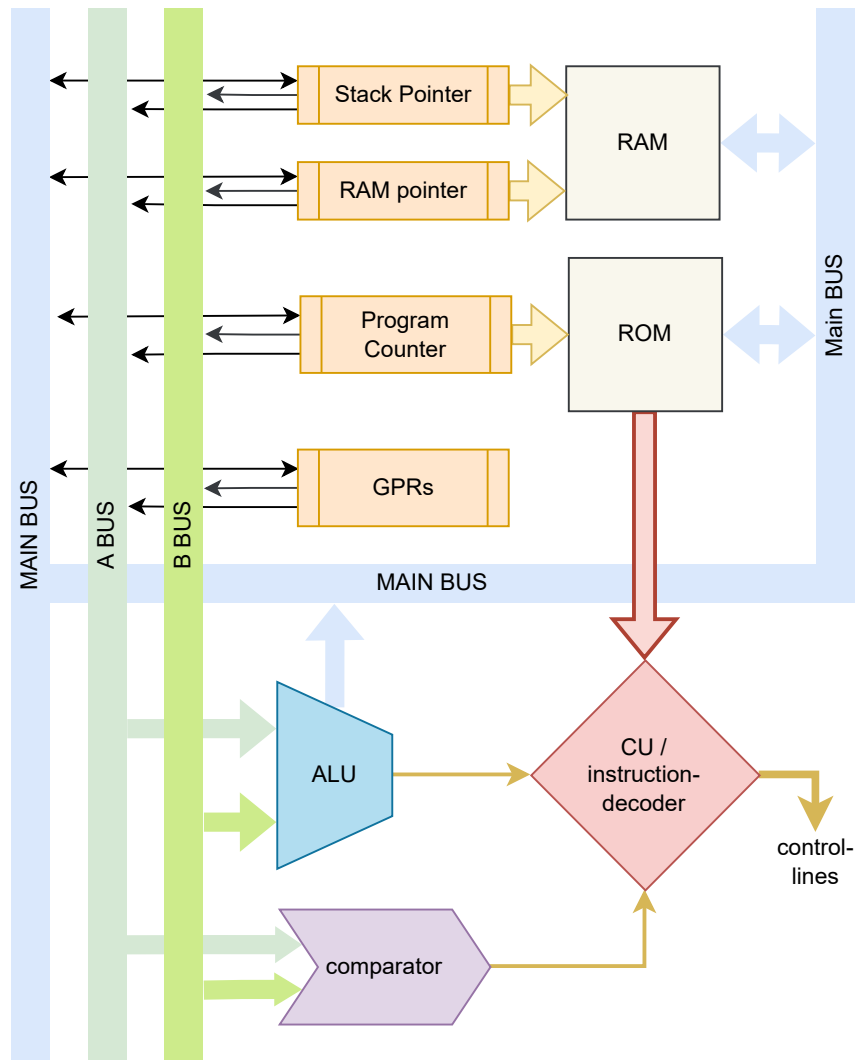 Stack Pointer
RAM
RAM pointer
Program
Counter
ROM
Main BUS
GPRs
MAIN BUS
A BUS
B BUS
MAIN BUS
ALU
CU /
instruction-
decoder
control-
lines
comparator